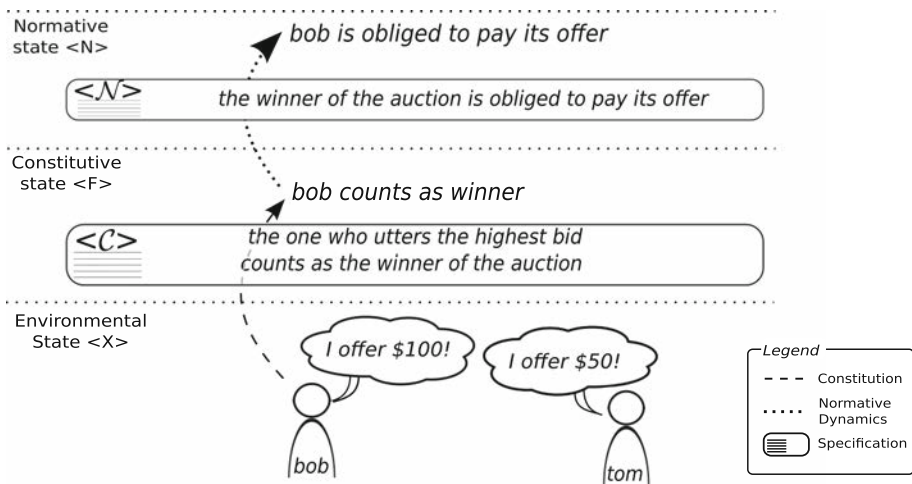 Normative
state <N>
bob is obliged to pay its offer
<𝒩>
the winner of the auction is obliged to pay its offer
Constitutive
state <F>
bob counts as winner
<𝒞>
the one who utters the highest bid
counts as the winner of the auction
Environmental
State <X>
I offer $100!
I offer $50!
bob
tom
Legend
Constitution
Normative
Dynamics
Specification